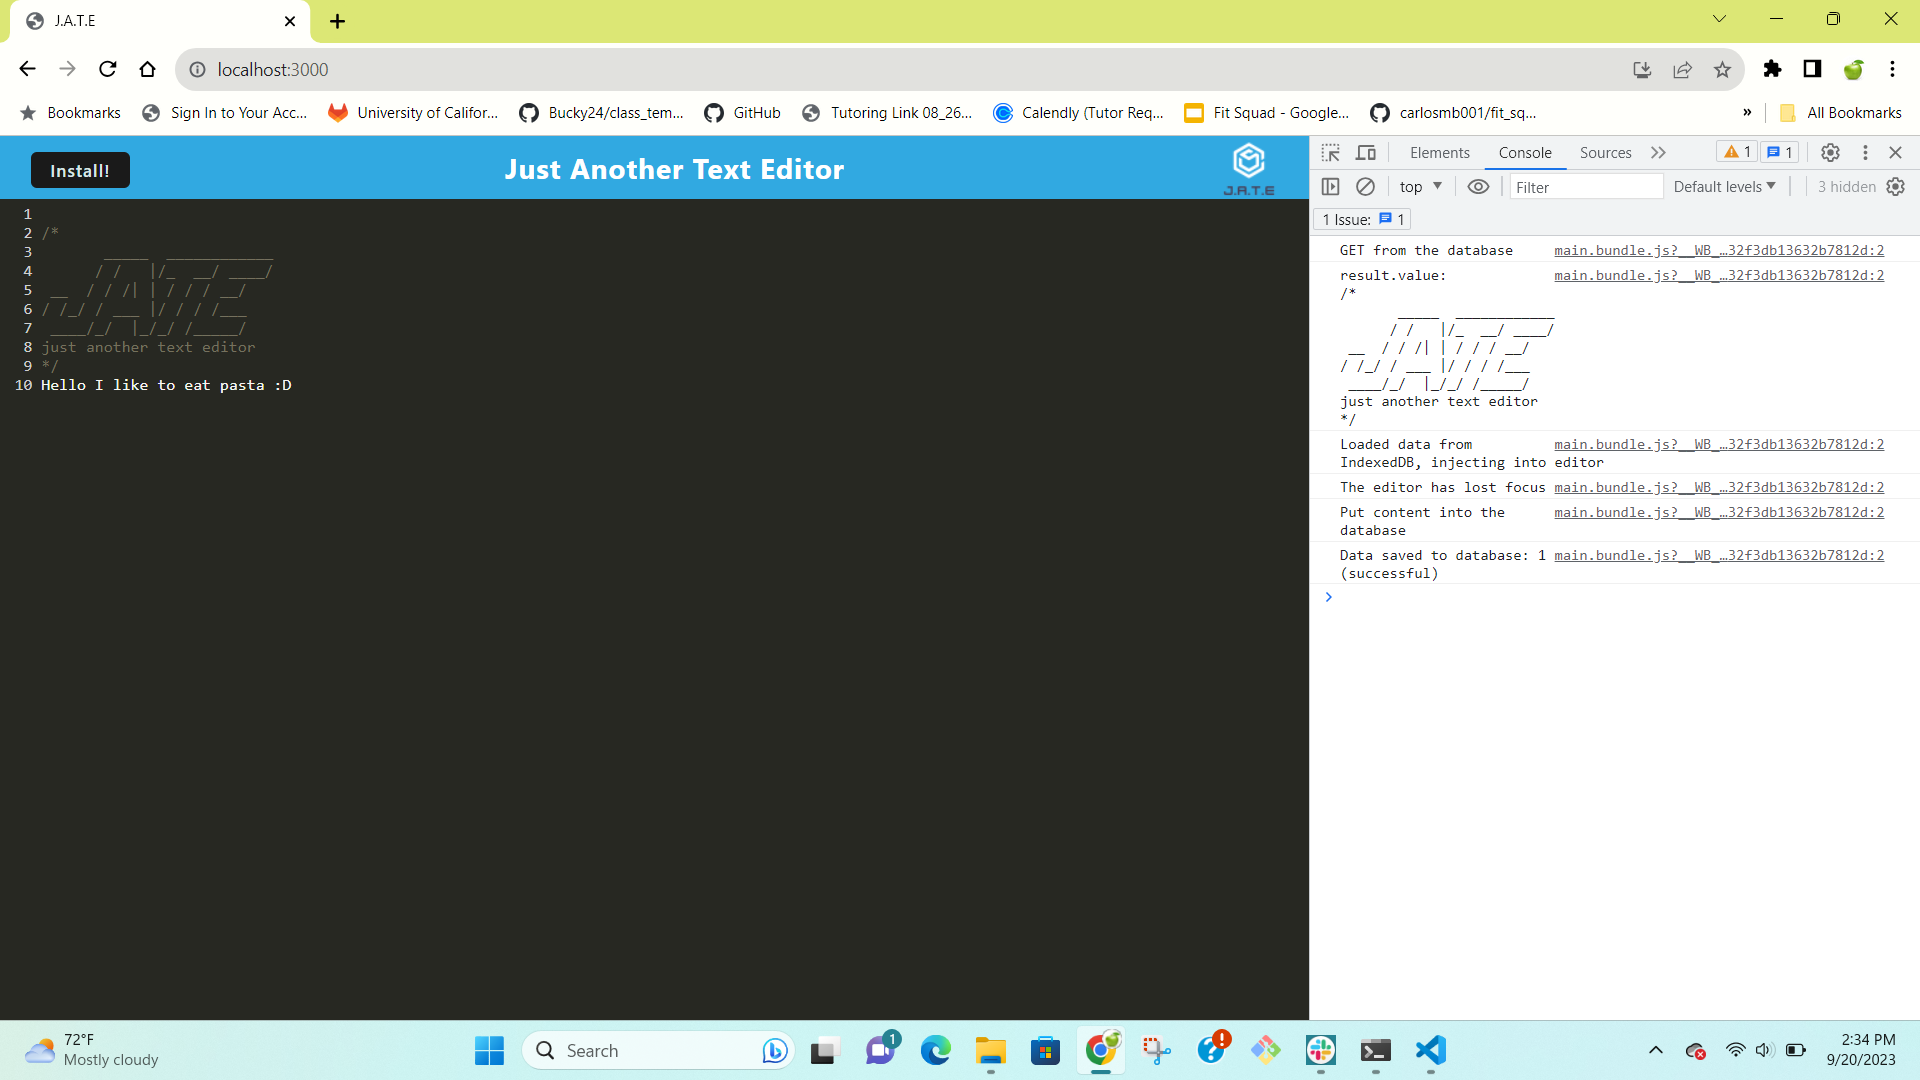 J.A.T.E
localhost:3000
Bookmarks
Sign In to Your Acc...
University of Califor...
Bucky24/class_tem...
GitHub
Tutoring Link 08_26...
Calendly (Tutor Req...
Fit Squad - Google...
carlosmb001/fit_sq...
»
All Bookmarks
Install!
Just Another Text Editor
J.A.T.E
1
2 /*
3         _____  ____________
4       / /   |/_  __/ ____/
5  __  / / /| | / / / __/
6 / /_/ / ___ |/ / / /___
7  ____/_/  |_/_/ /_____/
8 just another text editor
9 */
10 Hello I like to eat pasta :D
Elements
Console
Sources
1
1
top
Filter
Default levels
3 hidden
1 Issue: 1
GET from the database main.bundle.js?__WB_…32f3db13632b7812d:2
result.value: main.bundle.js?__WB_…32f3db13632b7812d:2
/*
       _____  ____________
      / /   |/_  __/ ____/
 __  / / /| | / / / __/
/ /_/ / ___ |/ / / /___
 ____/_/  |_/_/ /_____/
just another text editor
*/
Loaded data from main.bundle.js?__WB_…32f3db13632b7812d:2
IndexedDB, injecting into editor
The editor has lost focus main.bundle.js?__WB_…32f3db13632b7812d:2
Put content into the main.bundle.js?__WB_…32f3db13632b7812d:2
database
Data saved to database: 1 main.bundle.js?__WB_…32f3db13632b7812d:2
(successful)
72°F
Mostly cloudy
Search
1
2:34 PM
9/20/2023